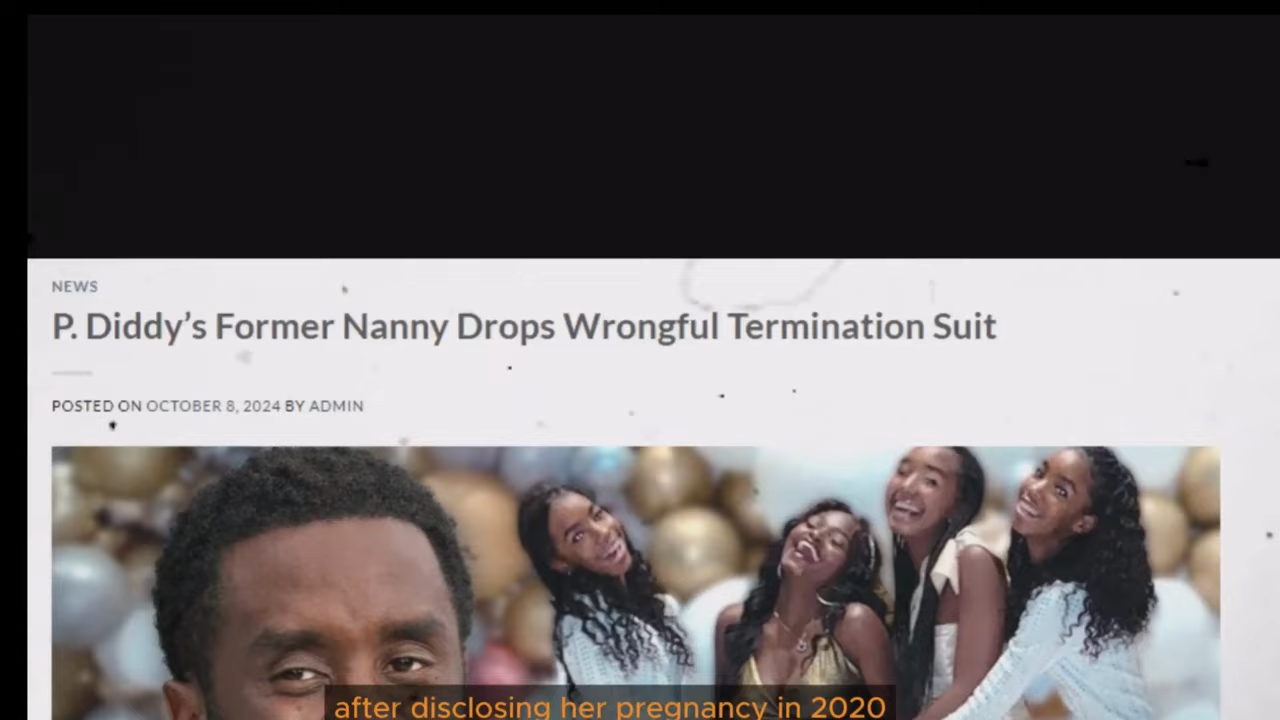 NEWS
P. Diddy’s Former Nanny Drops Wrongful Termination Suit
POSTED ON OCTOBER 8, 2024 BY ADMIN
after disclosing her pregnancy in 2020